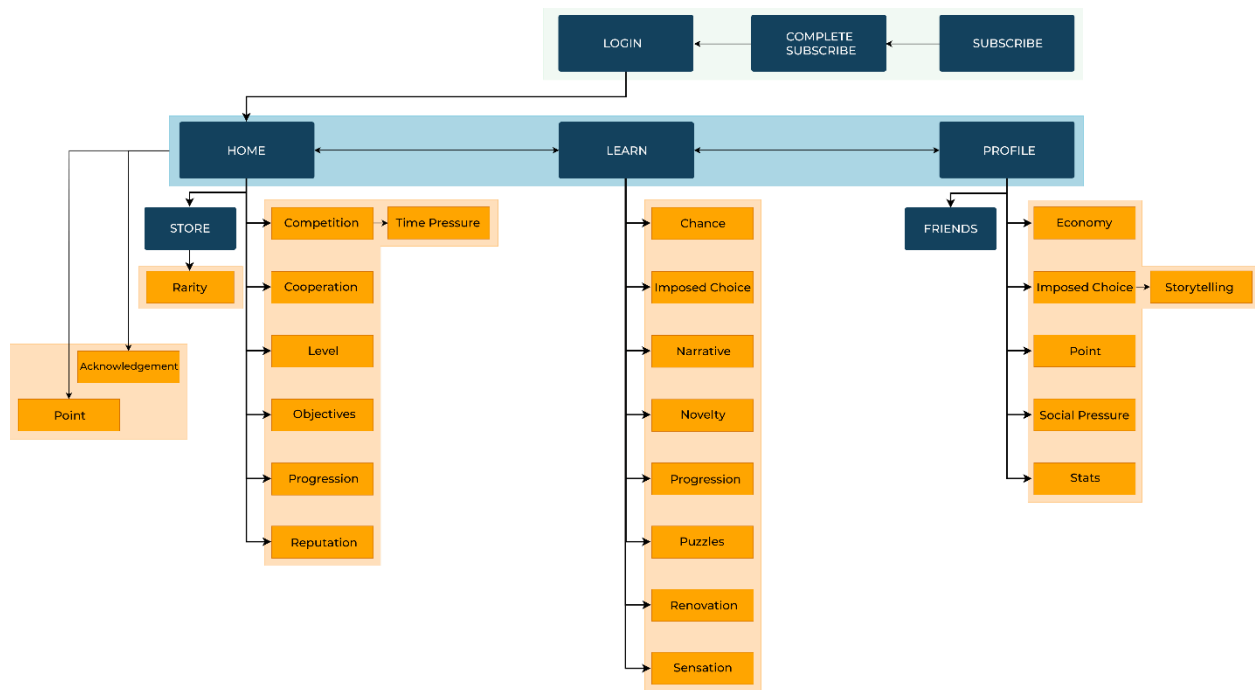 LOGIN
COMPLETE
SUBSCRIBE
SUBSCRIBE
HOME
LEARN
PROFILE
STORE
Rarity
Acknowledgement
Point
Competition
Time Pressure
Cooperation
Level
Objectives
Progression
Reputation
Chance
Imposed Choice
Narrative
Novelty
Progression
Puzzles
Renovation
Sensation
FRIENDS
Economy
Imposed Choice
Storytelling
Point
Social Pressure
Stats